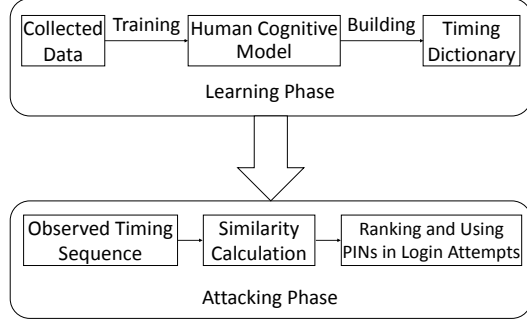 Collected
Data
Training
Human Cognitive
Model
Building
Timing
Dictionary
Learning Phase
Observed Timing
Sequence
Similarity
Calculation
Ranking and Using
PINs in Login Attempts
Attacking Phase